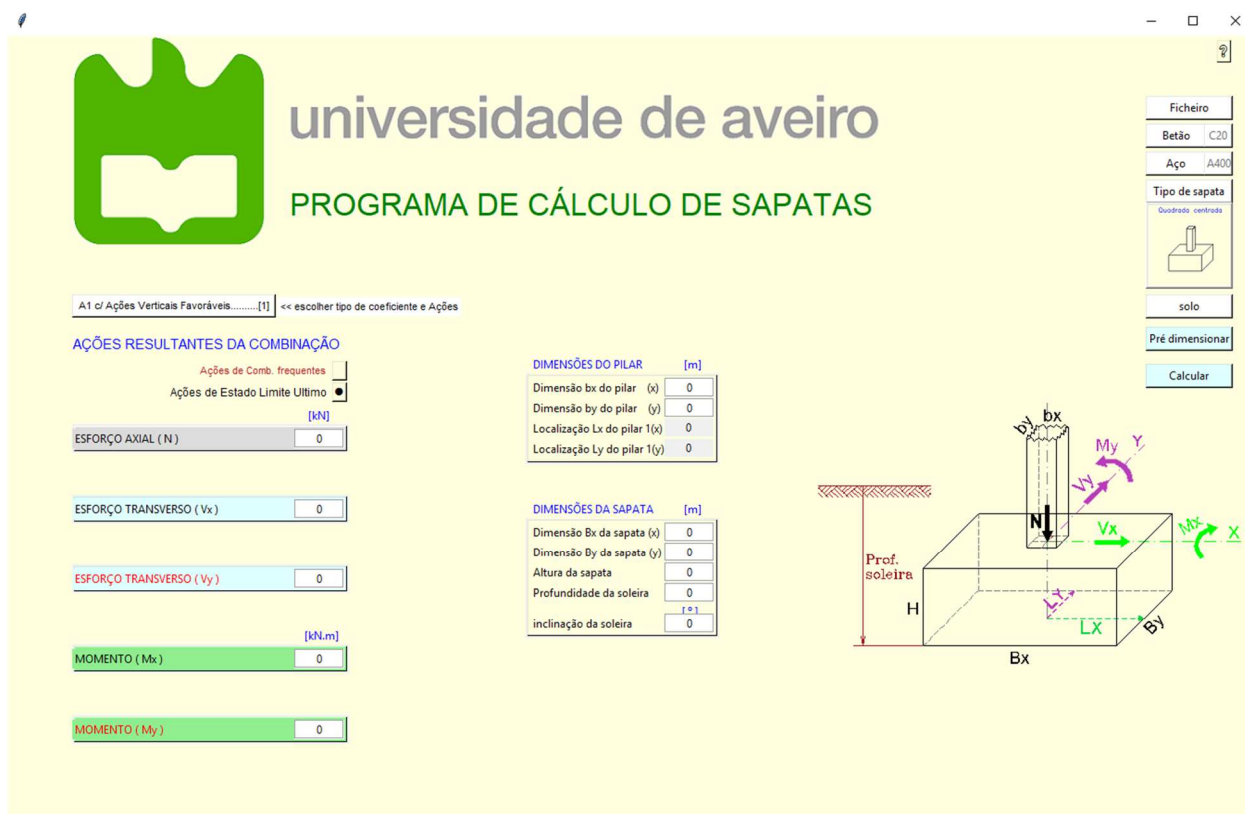 universidade de aveiro
PROGRAMA DE CÁLCULO DE SAPATAS
?
Ficheiro
Betão C20
Aço A400
Tipo de sapata
Quadrada centrada
solo
Pré dimensionar
Calcular
A1 c/ Ações Verticais Favoráveis..........[1] << escolher tipo de coeficiente e Ações
AÇÕES RESULTANTES DA COMBINAÇÃO
Ações de Comb. frequentes
Ações de Estado Limite Ultimo
[kN]
ESFORÇO AXIAL ( N ) 0
ESFORÇO TRANSVERSO ( Vx ) 0
ESFORÇO TRANSVERSO ( Vy ) 0
[kN.m]
MOMENTO ( Mx ) 0
MOMENTO ( My ) 0
DIMENSÕES DO PILAR [m]
Dimensão bx do pilar (x) 0
Dimensão by do pilar (y) 0
Localização Lx do pilar 1(x) 0
Localização Ly do pilar 1(y) 0
DIMENSÕES DA SAPATA [m]
Dimensão Bx da sapata (x) 0
Dimensão By da sapata (y) 0
Altura da sapata 0
Profundidade da soleira 0
[ º ]
inclinação da soleira 0
bx
by
My Y
Vy
N
Vx
Mx
X
Prof.
soleira
H
LY
LX
By
Bx